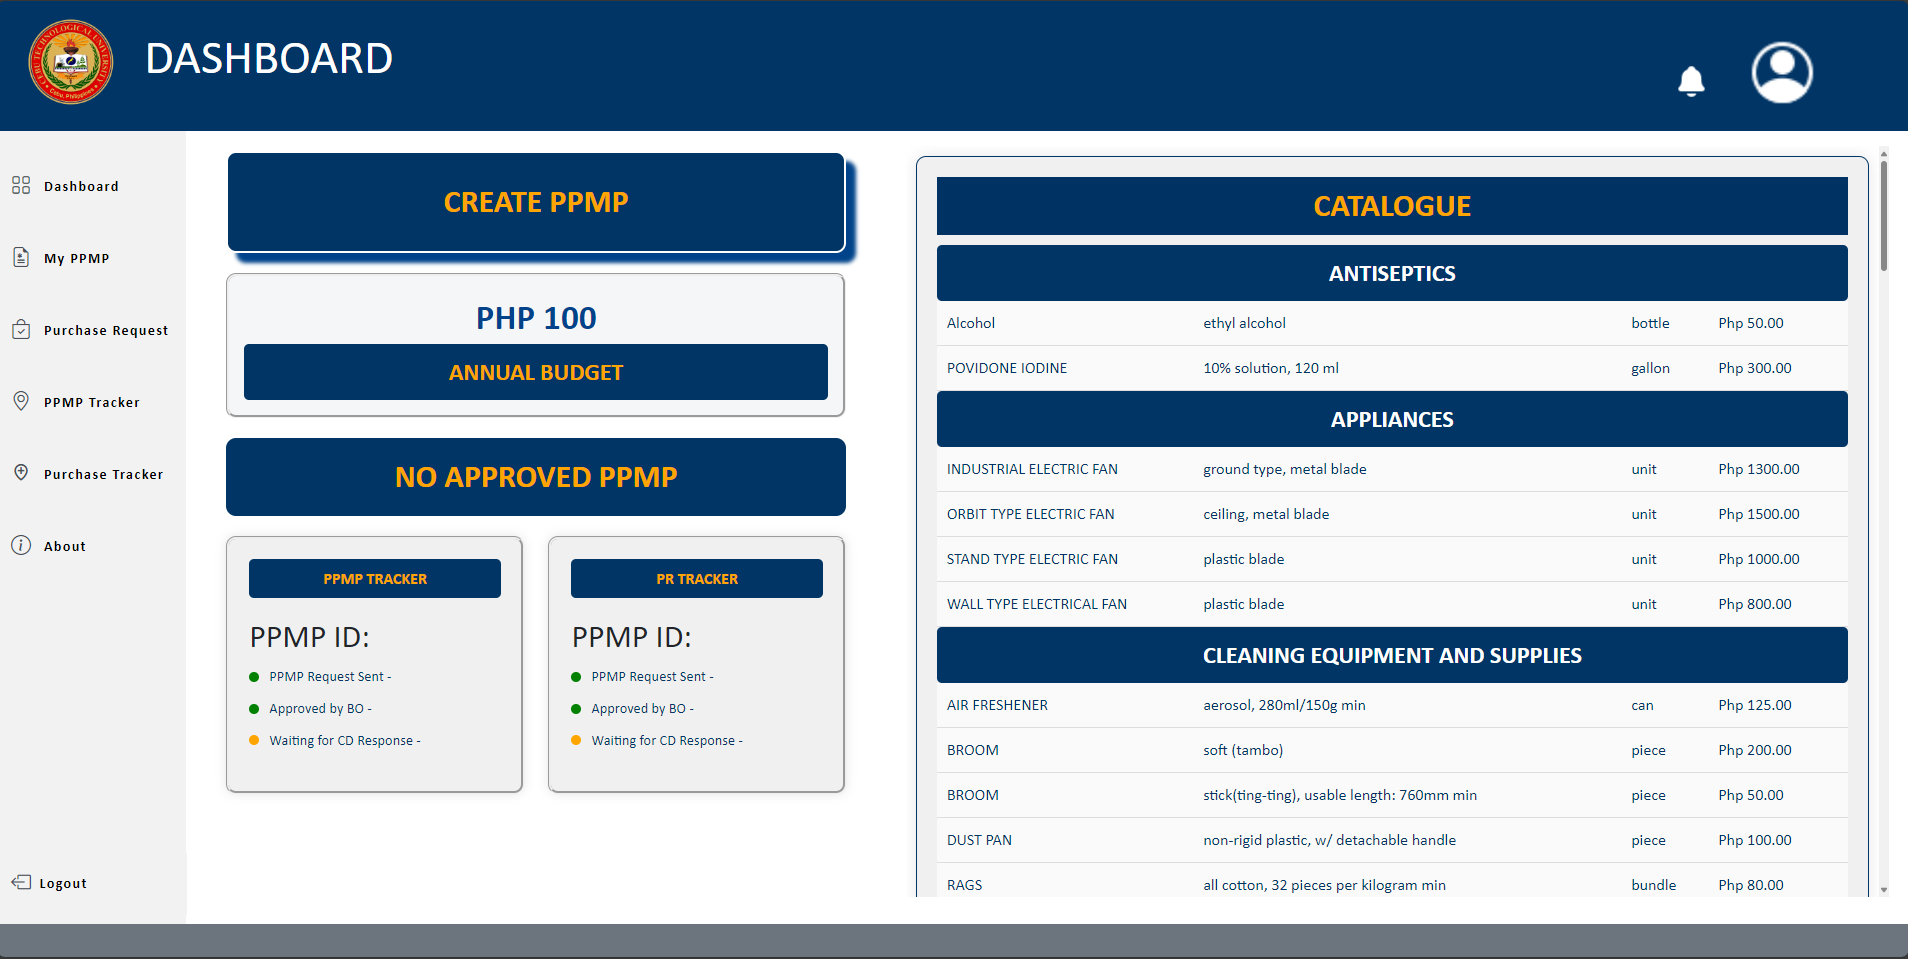 CEBU TECHNOLOGICAL UNIVERSITY
Cebu, Philippines
DASHBOARD
Dashboard
My PPMP
Purchase Request
PPMP Tracker
Purchase Tracker
About
Logout
CREATE PPMP
PHP 100
ANNUAL BUDGET
NO APPROVED PPMP
PPMP TRACKER
PPMP ID:
PPMP Request Sent -
Approved by BO -
Waiting for CD Response -
PR TRACKER
PPMP ID:
PPMP Request Sent -
Approved by BO -
Waiting for CD Response -
CATALOGUE
ANTISEPTICS
Alcohol ethyl alcohol bottle Php 50.00
POVIDONE IODINE 10% solution, 120 ml gallon Php 300.00
APPLIANCES
INDUSTRIAL ELECTRIC FAN ground type, metal blade unit Php 1300.00
ORBIT TYPE ELECTRIC FAN ceiling, metal blade unit Php 1500.00
STAND TYPE ELECTRIC FAN plastic blade unit Php 1000.00
WALL TYPE ELECTRICAL FAN plastic blade unit Php 800.00
CLEANING EQUIPMENT AND SUPPLIES
AIR FRESHENER aerosol, 280ml/150g min can Php 125.00
BROOM soft (tambo) piece Php 200.00
BROOM stick(ting-ting), usable length: 760mm min piece Php 50.00
DUST PAN non-rigid plastic, w/ detachable handle piece Php 100.00
RAGS all cotton, 32 pieces per kilogram min bundle Php 80.00